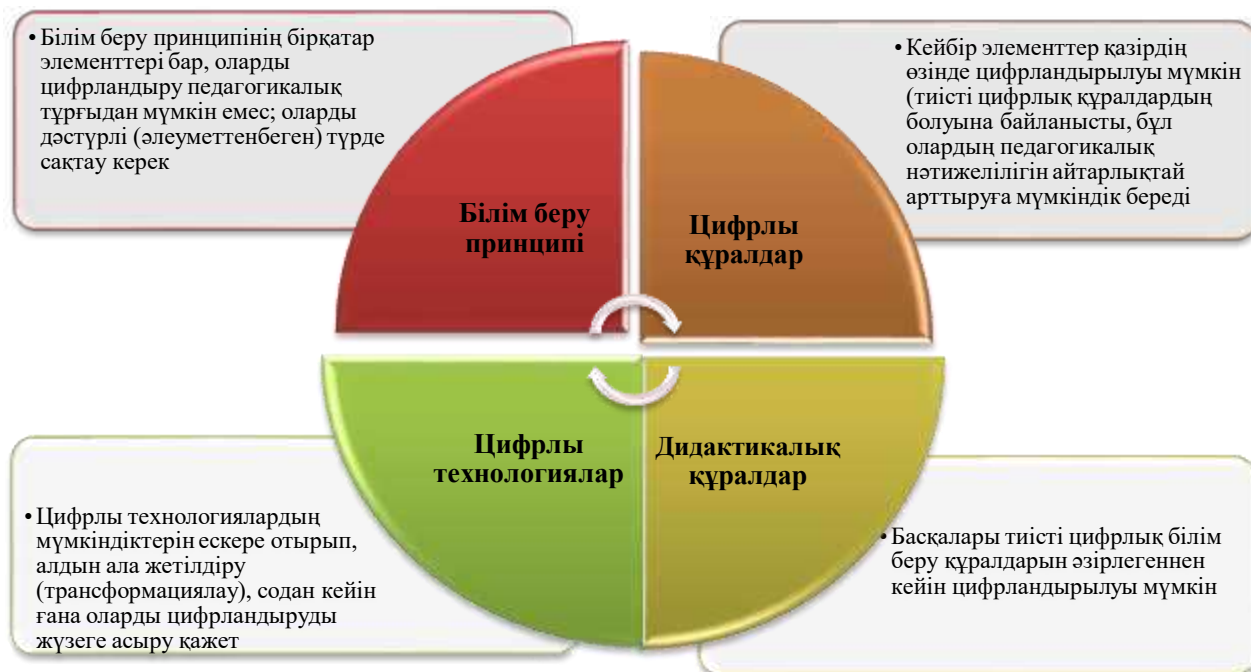 • Білім беру принципінің бірқатар
элементтері бар, оларды
цифрландыру педагогикалық
тұрғыдан мүмкін емес; оларды
дәстүрлі (әлеуметтенбеген) түрде
сақтау керек
• Кейбір элементтер қазірдің
өзінде цифрландырылуы мүмкін
(тиісті цифрлық құралдардың
болуына байланысты, бұл
олардың педагогикалық
нәтижелілігін айтарлықтай
арттыруға мүмкіндік береді
Білім беру
принципі
Цифрлы
құралдар
Цифрлы
технологиялар
Дидактикалық
құралдар
• Цифрлы технологиялардың
мүмкіндіктерін ескере отырып,
алдын ала жетілдіру
(трансформациялау), содан кейін
ғана оларды цифрландыруды
жүзеге асыру қажет
• Басқалары тиісті цифрлық білім
беру құралдарын әзірлегеннен
кейін цифрландырылуы мүмкін